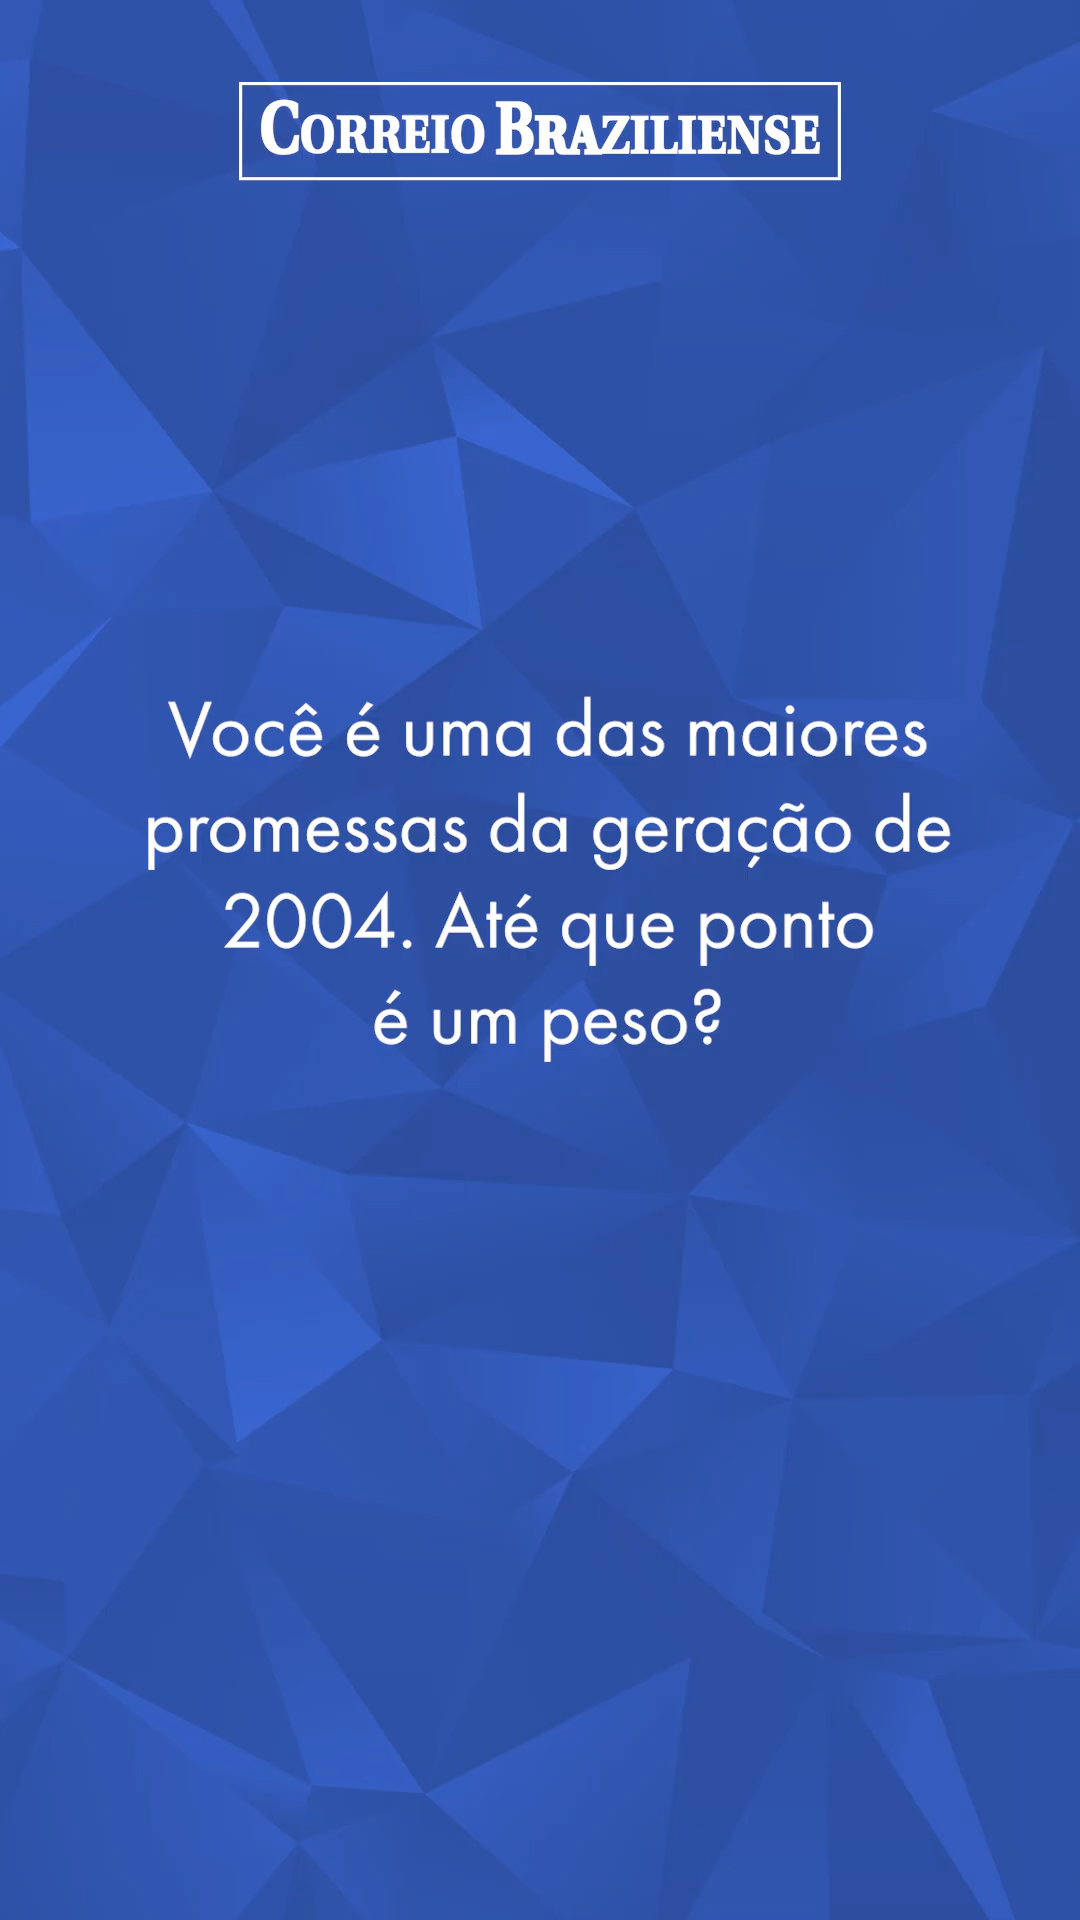 CORREIO BRAZILIENSE
Você é uma das maiores
promessas da geração de
2004. Até que ponto
é um peso?